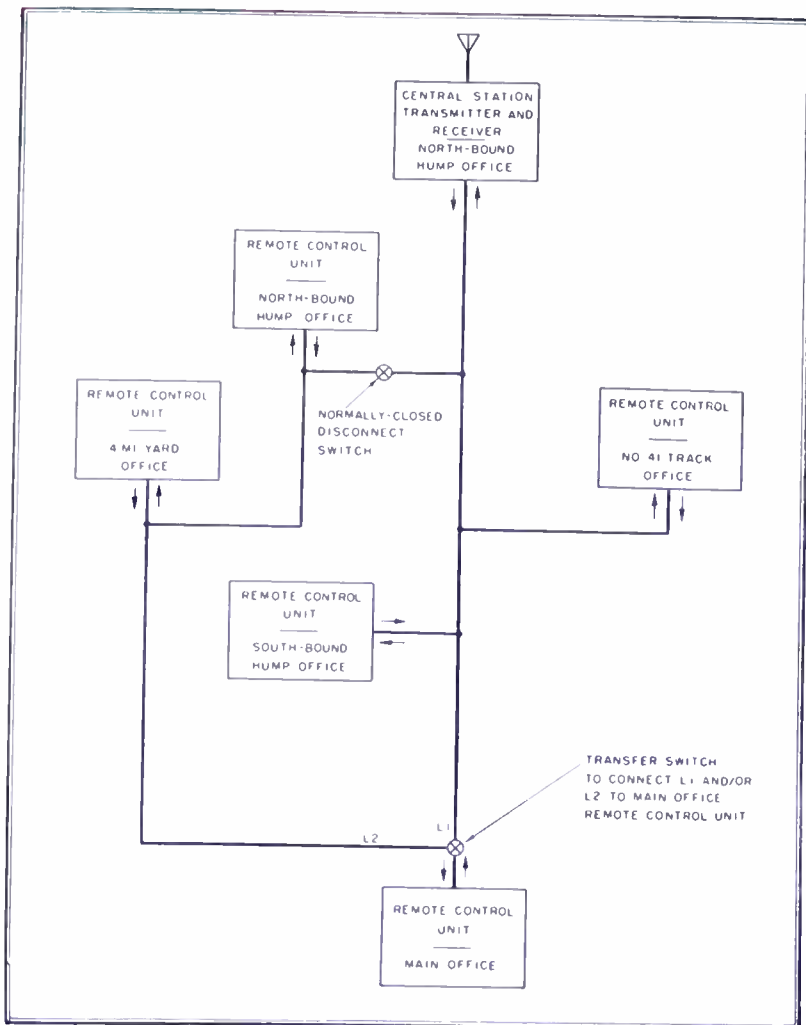 CENTRAL STATION
TRANSMITTER AND
RECEIVER
NORTH-BOUND
HUMP OFFICE
REMOTE CONTROL
UNIT
NORTH-BOUND
HUMP OFFICE
NORMALLY-CLOSED
DISCONNECT
SWITCH
REMOTE CONTROL
UNIT
4 MI YARD
OFFICE
REMOTE CONTROL
UNIT
NO 41 TRACK
OFFICE
REMOTE CONTROL
UNIT
SOUTH-BOUND
HUMP OFFICE
TRANSFER SWITCH
TO CONNECT L1 AND/OR
L2 TO MAIN OFFICE
REMOTE CONTROL UNIT
L1
L2
REMOTE CONTROL
UNIT
MAIN OFFICE